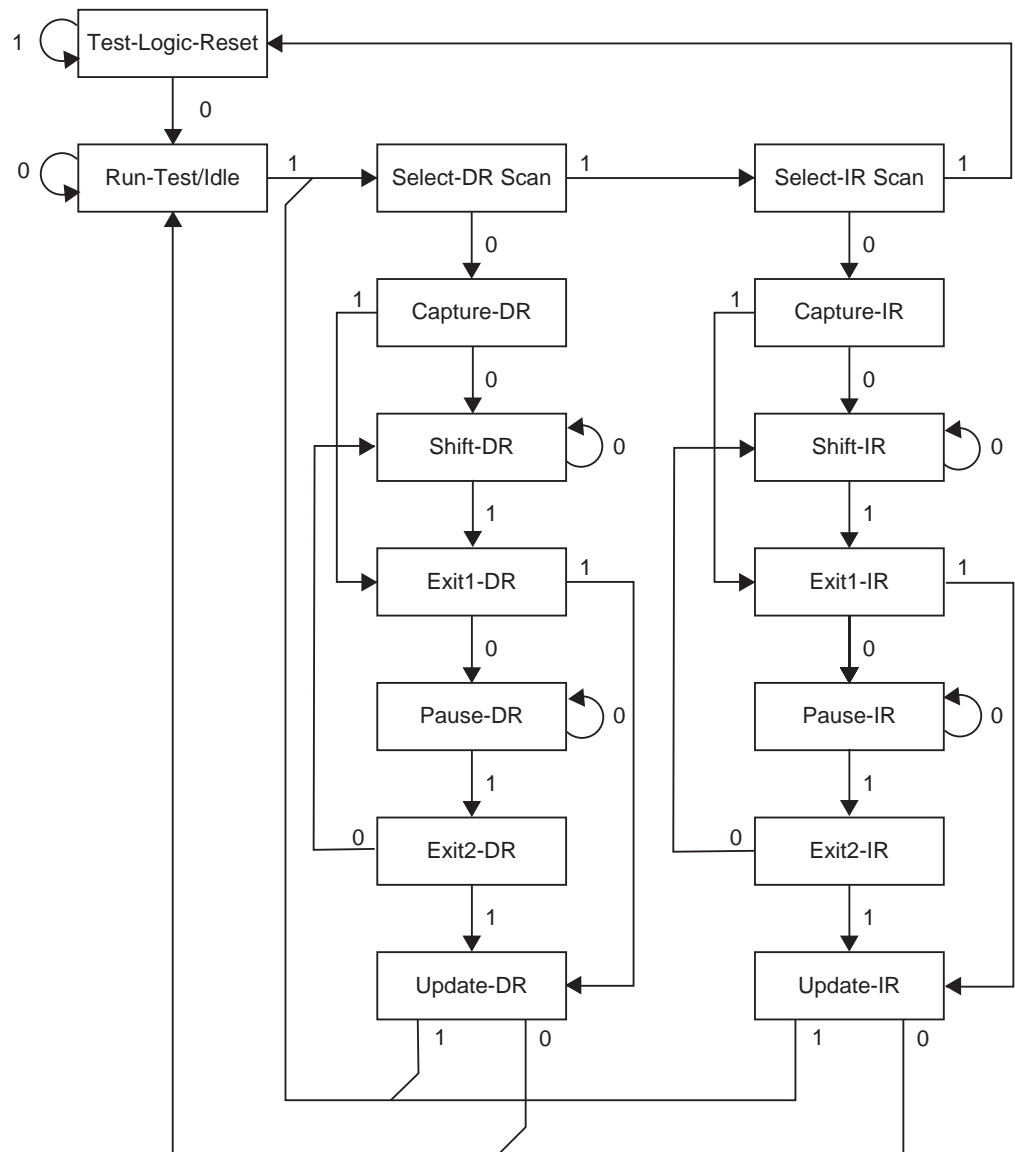 1
Test-Logic-Reset
0
0
Run-Test/Idle
1
Select-DR Scan
1
Select-IR Scan
1
0
0
1
Capture-DR
1
Capture-IR
0
0
Shift-DR
0
Shift-IR
0
1
1
Exit1-DR
1
Exit1-IR
1
0
0
Pause-DR
0
Pause-IR
0
1
1
0
Exit2-DR
0
Exit2-IR
1
1
Update-DR
Update-IR
1
0
1
0